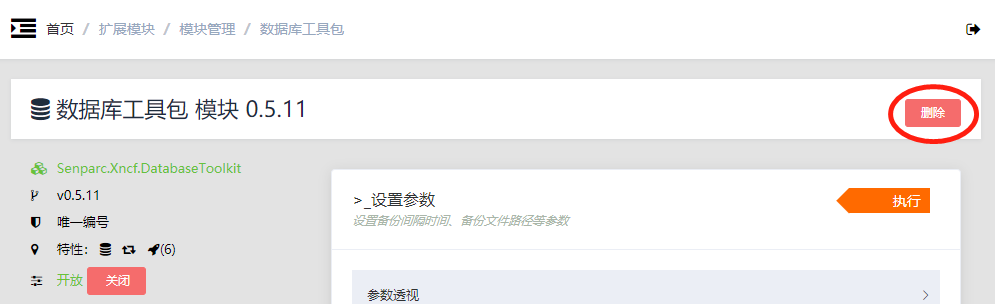 首页 / 扩展模块 / 模块管理 / 数据库工具包
数据库工具包 模块 0.5.11
删除
Senparc.Xncf.DatabaseToolkit
v0.5.11
唯一编号
特性： (6)
开放 关闭
>_设置参数
执行
设置备份间隔时间、备份文件路径等参数
参数透视